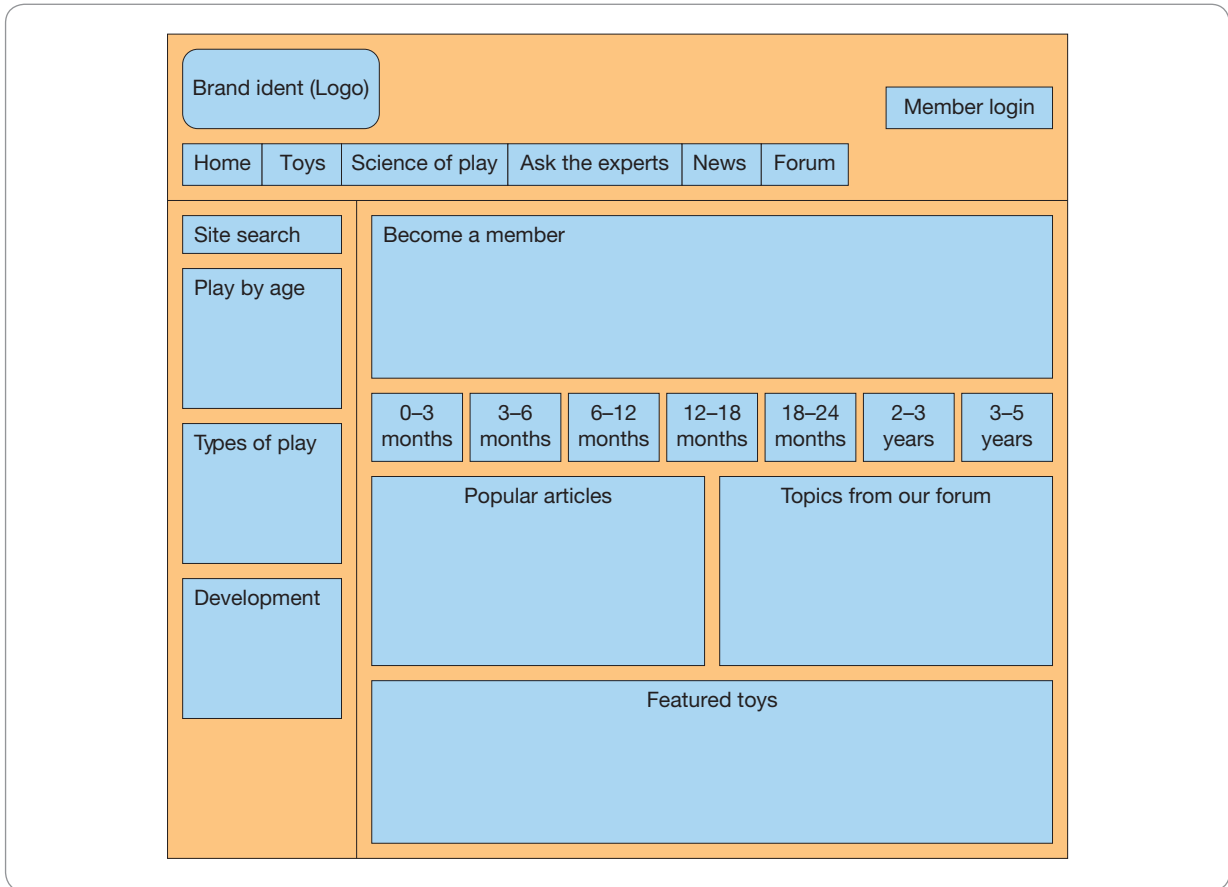 Brand ident (Logo)
Member login
Home
Toys
Science of play
Ask the experts
News
Forum
Site search
Play by age
Types of play
Development
Become a member
0–3
months
3–6
months
6–12
months
12–18
months
18–24
months
2–3
years
3–5
years
Popular articles
Topics from our forum
Featured toys